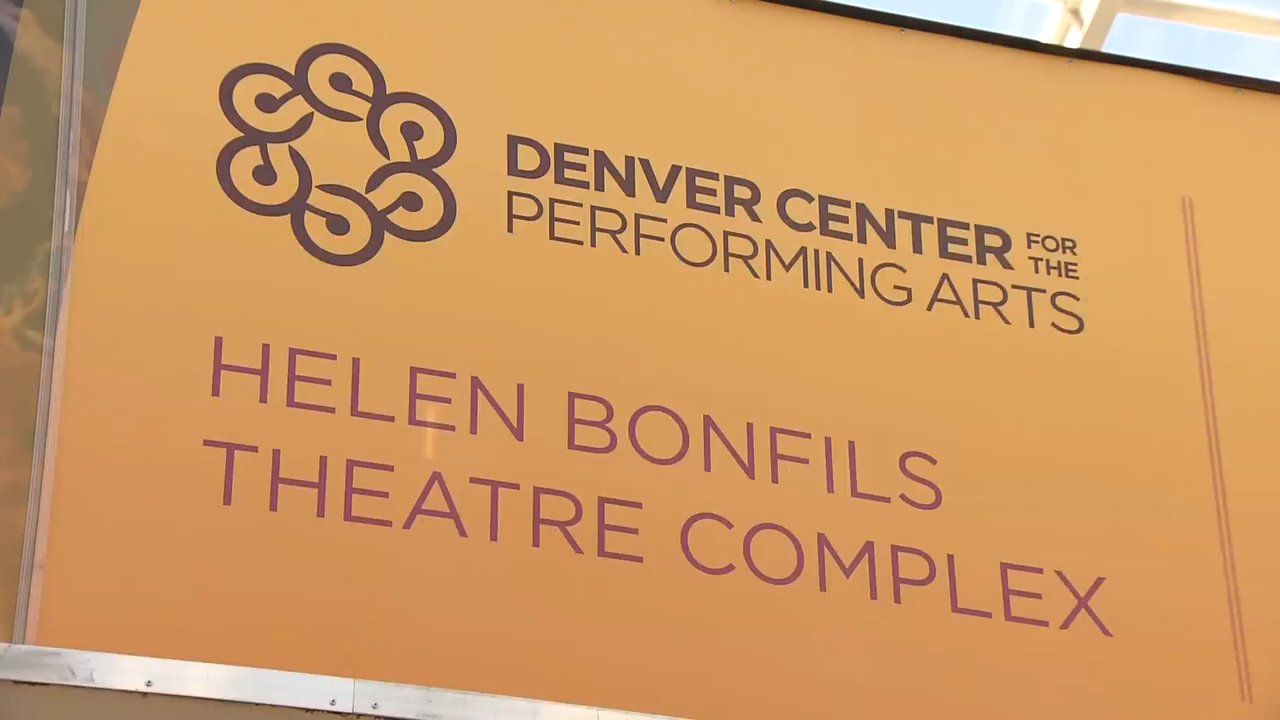 DENVER CENTER FOR THE
PERFORMING ARTS
HELEN BONFILS
THEATRE COMPLEX